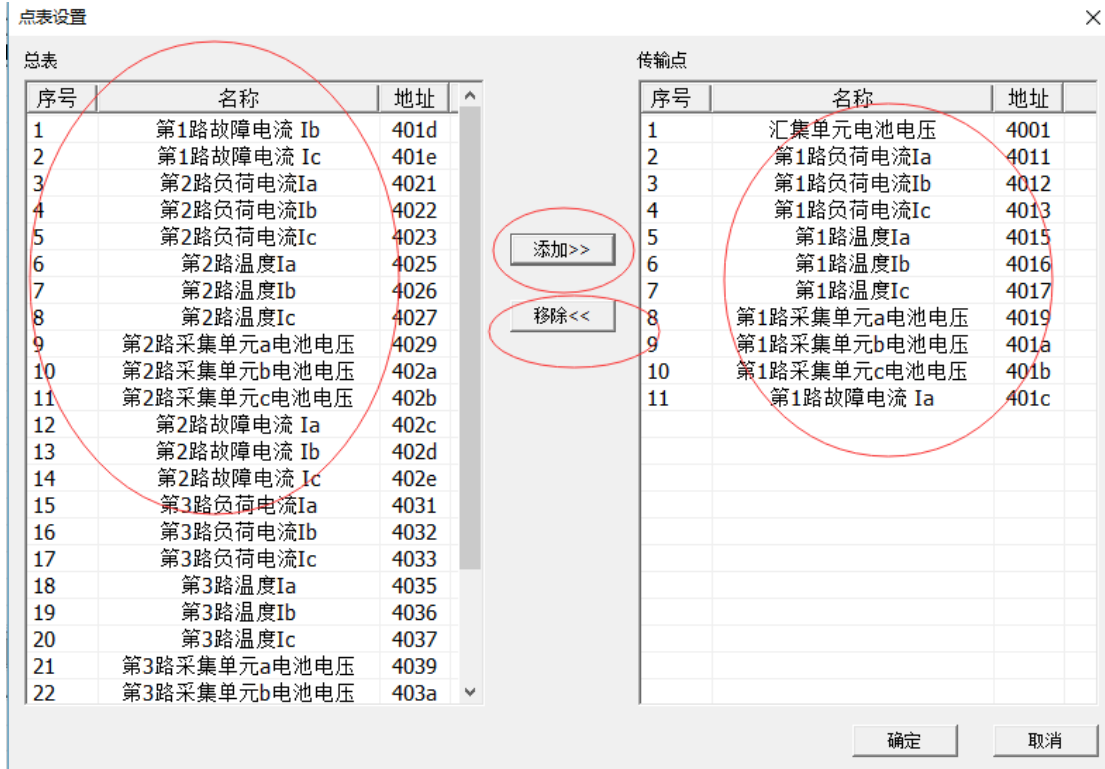 点表设置
总表
序号 名称 地址
1 第1路故障电流 Ib 401d
2 第1路故障电流 Ic 401e
3 第2路负荷电流Ia 4021
4 第2路负荷电流Ib 4022
5 第2路负荷电流Ic 4023
6 第2路温度Ia 4025
7 第2路温度Ib 4026
8 第2路温度Ic 4027
9 第2路采集单元a电池电压 4029
10 第2路采集单元b电池电压 402a
11 第2路采集单元c电池电压 402b
12 第2路故障电流 Ia 402c
13 第2路故障电流 Ib 402d
14 第2路故障电流 Ic 402e
15 第3路负荷电流Ia 4031
16 第3路负荷电流Ib 4032
17 第3路负荷电流Ic 4033
18 第3路温度Ia 4035
19 第3路温度Ib 4036
20 第3路温度Ic 4037
21 第3路采集单元a电池电压 4039
22 第3路采集单元b电池电压 403a
添加>>
移除<<
传输点
序号 名称 地址
1 汇集单元电池电压 4001
2 第1路负荷电流Ia 4011
3 第1路负荷电流Ib 4012
4 第1路负荷电流Ic 4013
5 第1路温度Ia 4015
6 第1路温度Ib 4016
7 第1路温度Ic 4017
8 第1路采集单元a电池电压 4019
9 第1路采集单元b电池电压 401a
10 第1路采集单元c电池电压 401b
11 第1路故障电流 Ia 401c
确定 取消